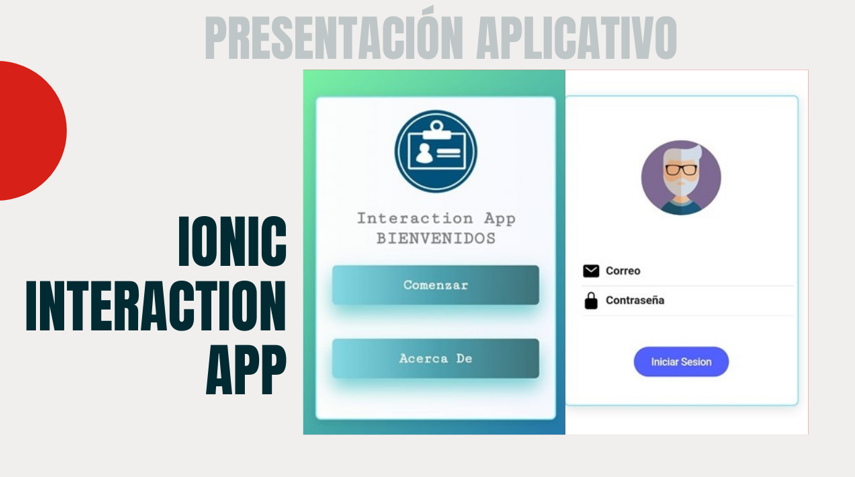 PRESENTACIÓN APLICATIVO
IONIC
INTERACTION
APP
Interaction App
BIENVENIDOS
Comenzar
Acerca De
Correo
Contraseña
Iniciar Sesion